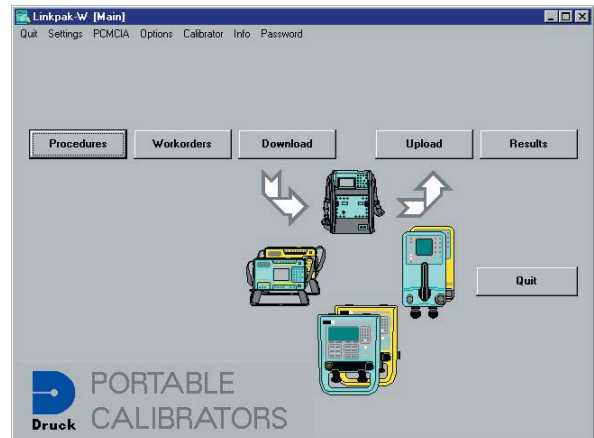 Linkpak-W [Main]
Quit Settings PCMCIA Options Calibrator Info Password
Procedures Workorders Download Upload Results
Quit
PORTABLE
Druck CALIBRATORS